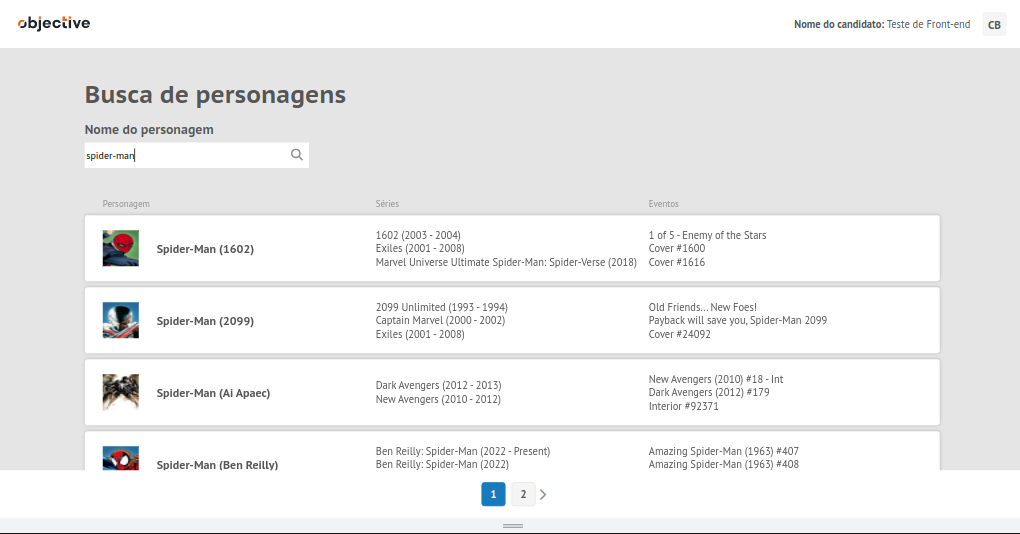 objective
Nome do candidato: Teste de Front-end
CB
Busca de personagens
Nome do personagem
spider-man
Personagem Séries Eventos
Spider-Man (1602)
1602 (2003 - 2004)
Exiles (2001 - 2008)
Marvel Universe Ultimate Spider-Man: Spider-Verse (2018)
1 of 5 - Enemy of the Stars
Cover #1600
Cover #1616
Spider-Man (2099)
2099 Unlimited (1993 - 1994)
Captain Marvel (2000 - 2002)
Exiles (2001 - 2008)
Old Friends... New Foes!
Payback will save you, Spider-Man 2099
Cover #24092
Spider-Man (Ai Apaec)
Dark Avengers (2012 - 2013)
New Avengers (2010 - 2012)
New Avengers (2010) #18 - Int
Dark Avengers (2012) #179
Interior #92371
Spider-Man (Ben Reilly)
Ben Reilly: Spider-Man (2022 - Present)
Ben Reilly: Spider-Man (2022)
Amazing Spider-Man (1963) #407
Amazing Spider-Man (1963) #408
1 2